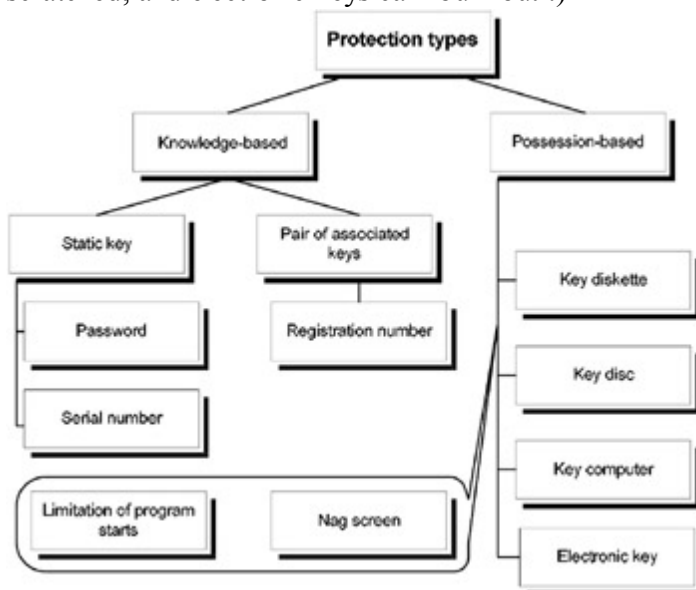 Protection types
Knowledge-based
Possession-based
Static key
Pair of associated
keys
Key diskette
Password
Registration number
Key disc
Serial number
Key computer
Limitation of program
starts
Nag screen
Electronic key